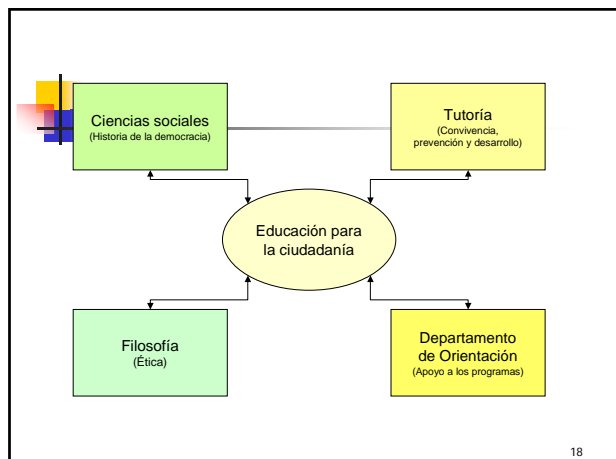 Ciencias sociales
(Historia de la democracia)
Tutoría
(Convivencia,
prevención y desarrollo)
Educación para
la ciudadanía
Filosofía
(Ética)
Departamento
de Orientación
(Apoyo a los programas)
18